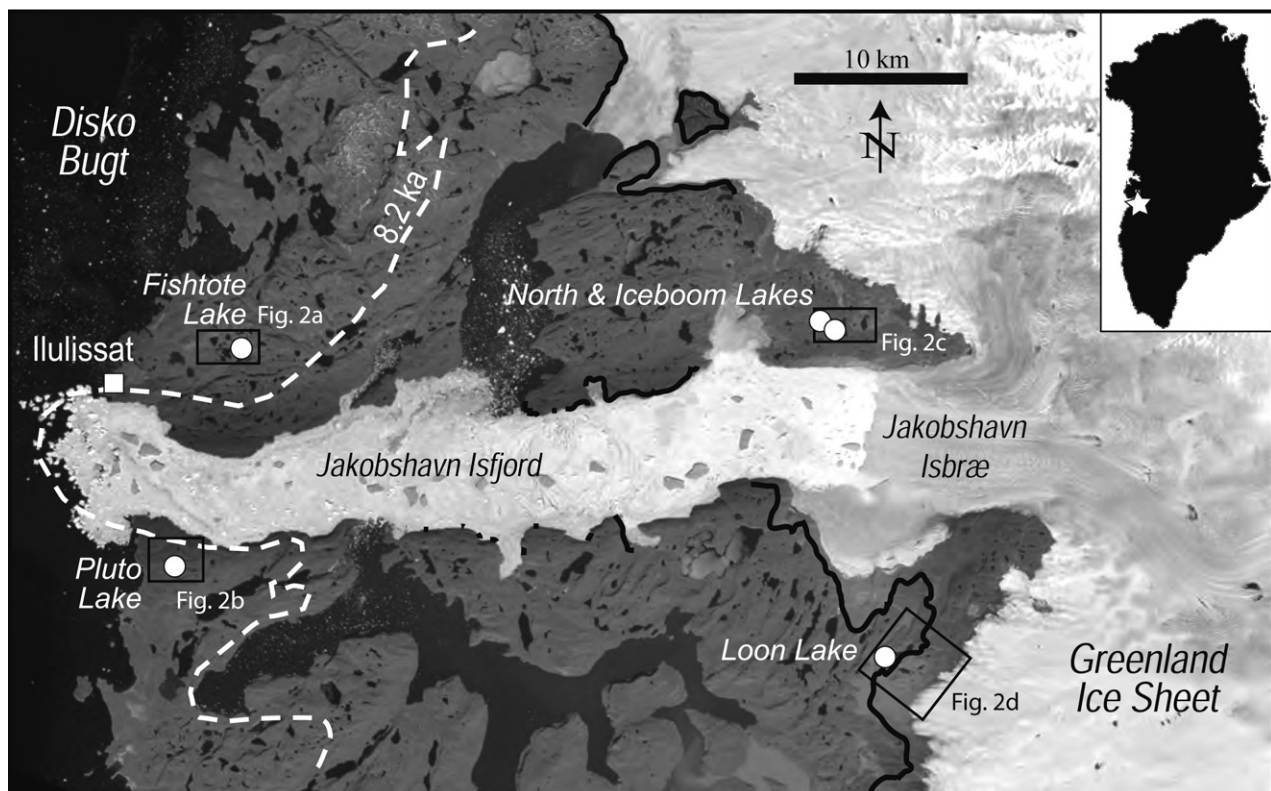 10 km
N
Disko
Bugt
8.2 ka
Fishtote
Lake
Fig. 2a
North & Iceboom Lakes
Fig. 2c
Ilulissat
Jakobshavn Isfjord
Jakobshavn
Isbræ
Pluto
Lake
Fig. 2b
Loon Lake
Fig. 2d
Greenland
Ice Sheet